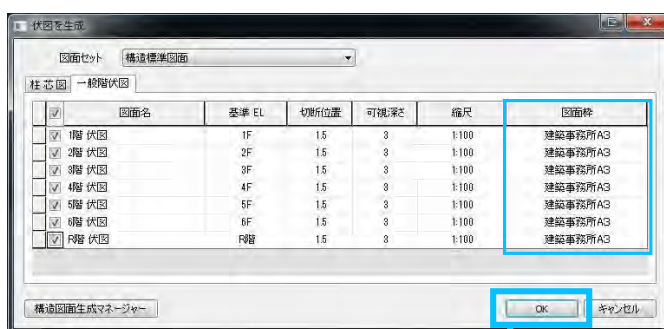 伏図を生成
図面セット 構造標準図面
柱芯図 一般階伏図
図面名 基準 EL 切断位置 可視深さ 縮尺 図面枠
1階 伏図 1F 1.5 3 1:100 建築事務所A3
2階 伏図 2F 1.5 3 1:100 建築事務所A3
3階 伏図 3F 1.5 3 1:100 建築事務所A3
4階 伏図 4F 1.5 3 1:100 建築事務所A3
5階 伏図 5F 1.5 3 1:100 建築事務所A3
6階 伏図 6F 1.5 3 1:100 建築事務所A3
R階 伏図 R階 1.5 3 1:100 建築事務所A3
構造図面生成マネージャー OK キャンセル